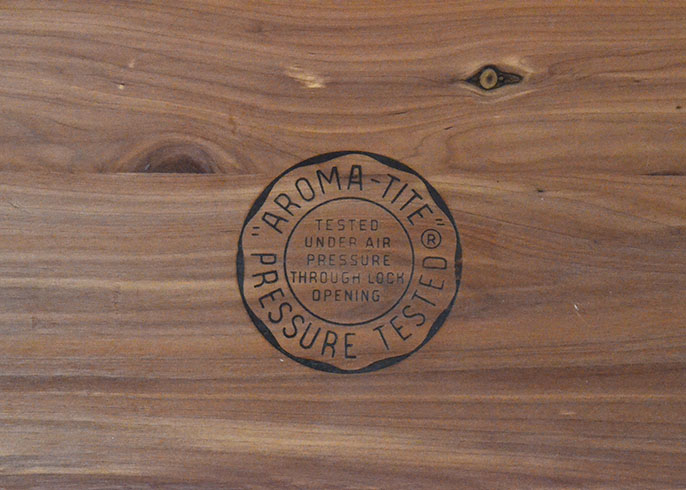 "AROMA-TITE"®
TESTED
UNDER AIR
PRESSURE
THROUGH LOCK
OPENING
PRESSURE TESTED